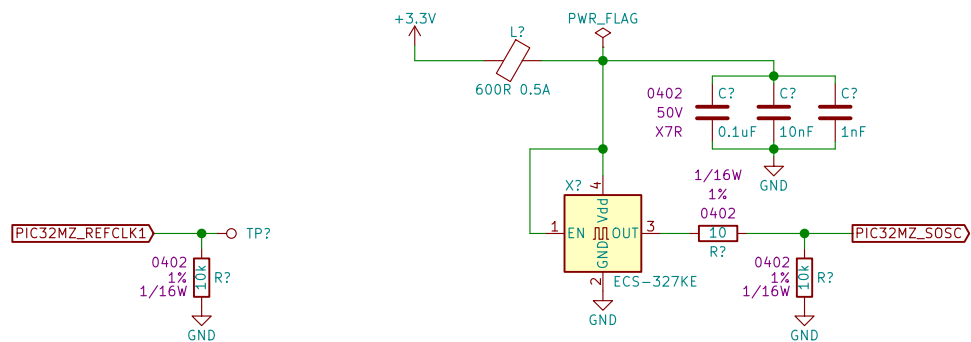 +3.3V
PWR_FLAG
L?
600R 0.5A
0402
50V
X7R
C?
0.1uF
C?
10nF
C?
1nF
GND
1/16W
1%
0402
10
R?
X?
4
Vdd
1
EN
OUT
3
GND
2
ECS-327KE
GND
PIC32MZ_SOSC
0402
1%
1/16W
10k
R?
GND
PIC32MZ_REFCLK1
TP?
0402
1%
1/16W
10k
R?
GND